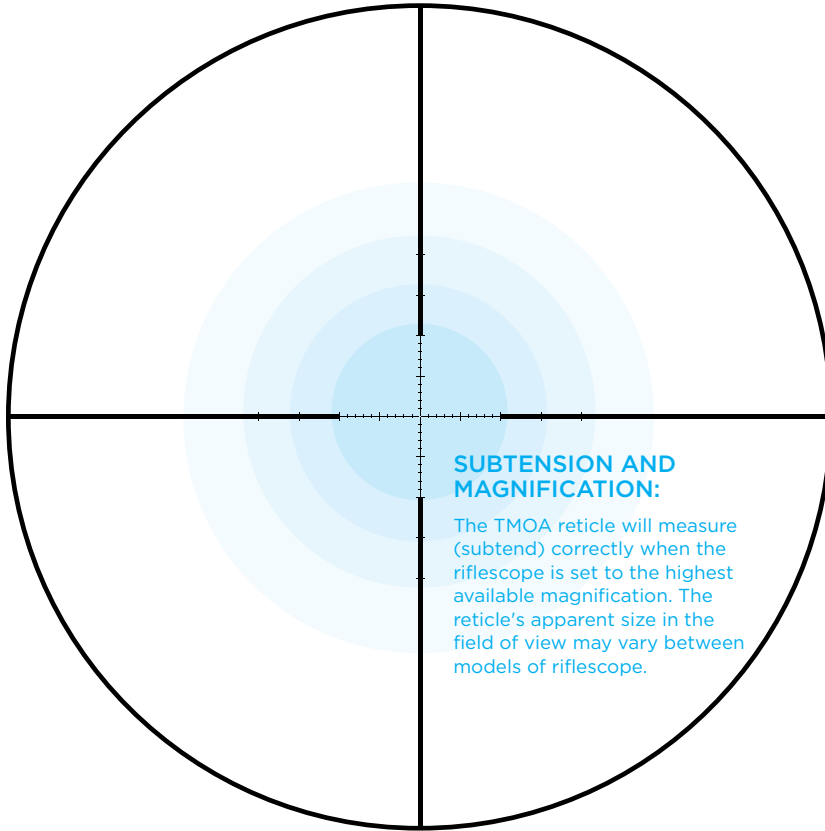 SUBTENSION AND
MAGNIFICATION:
The TMOA reticle will measure
(subtend) correctly when the
riflescope is set to the highest
available magnification. The
reticle's apparent size in the
field of view may vary between
models of riflescope.